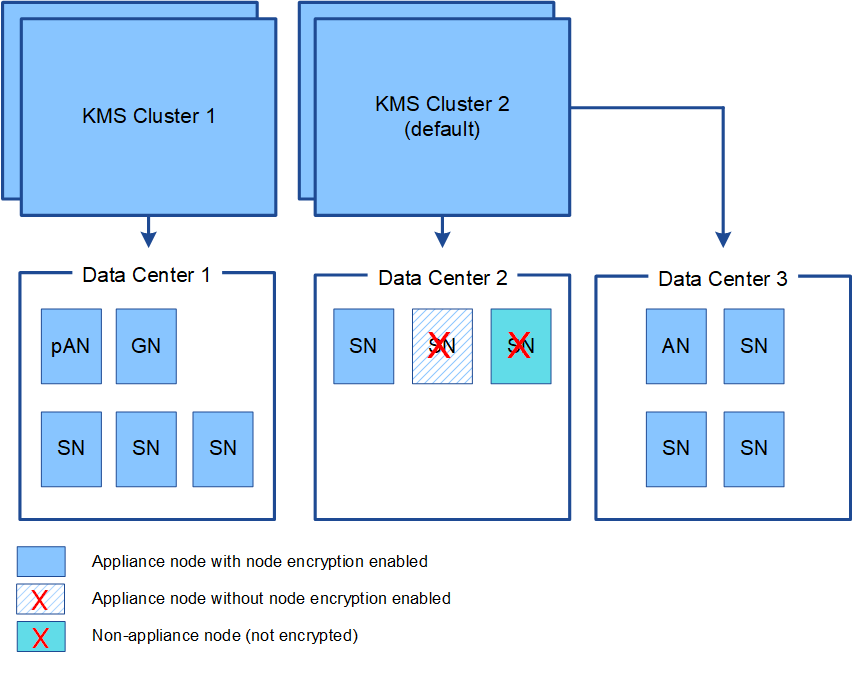 KMS Cluster 1
KMS Cluster 2
(default)
Data Center 1
Data Center 2
Data Center 3
pAN
GN
SN
SN
SN
SN
SN
SN
AN
SN
SN
SN
X
Appliance node with node encryption enabled
X
Appliance node without node encryption enabled
X
Non-appliance node (not encrypted)